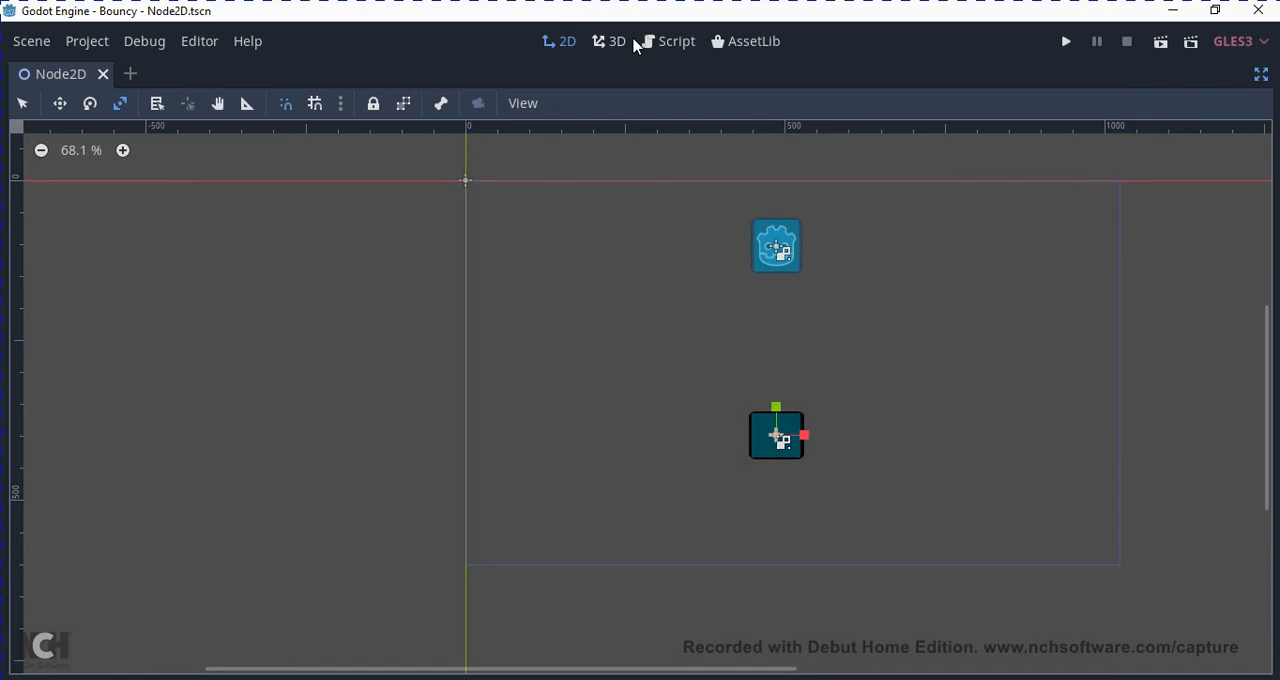 Godot Engine - Bouncy - Node2D.tscn
Scene Project Debug Editor Help 2D 3D Script AssetLib GLES3
Node2D
View
-500 0 500 1000
68.1 %
0
500
Recorded with Debut Home Edition. www.nchsoftware.com/capture